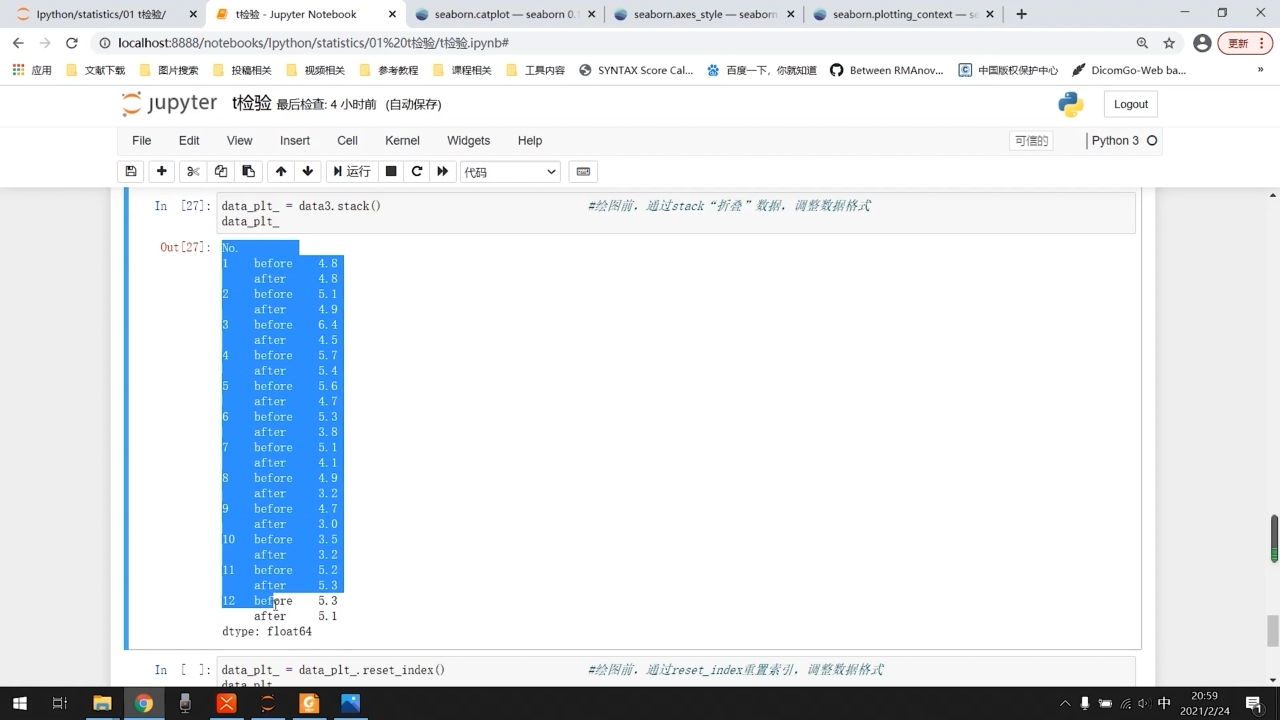 lpython/statistics/01 t检验/
t检验 - Jupyter Notebook
seaborn.catplot — seaborn 0.1
seaborn.axes_style — seaborn
seaborn.plotting_context — se
localhost:8888/notebooks/lpython/statistics/01%20t检验/t检验.ipynb#
更新
应用
文献下载
图片搜索
投稿相关
视频相关
参考教程
课程相关
工具内容
SYNTAX Score Cal...
百度一下，你就知道
Between RMAnov...
中国版权保护中心
DicomGo-Web ba...
»
jupyter
t检验 最后检查: 4 小时前 (自动保存)
Logout
File Edit View Insert Cell Kernel Widgets Help
可信的
Python 3
运行
代码
In [27]: data_plt_ = data3.stack() #绘图前，通过stack“折叠”数据，调整数据格式
data_plt_
Out[27]: No.
1 before 4.8
after 4.8
2 before 5.1
after 4.9
3 before 6.4
after 4.5
4 before 5.7
after 5.4
5 before 5.6
after 4.7
6 before 5.3
after 3.8
7 before 5.1
after 4.1
8 before 4.9
after 3.2
9 before 4.7
after 3.0
10 before 3.5
after 3.2
11 before 5.2
after 5.3
12 before 5.3
after 5.1
dtype: float64
In [ ]: data_plt_ = data_plt_.reset_index() #绘图前，通过reset_index重置索引，调整数据格式
data_plt_
中
20:59
2021/2/24